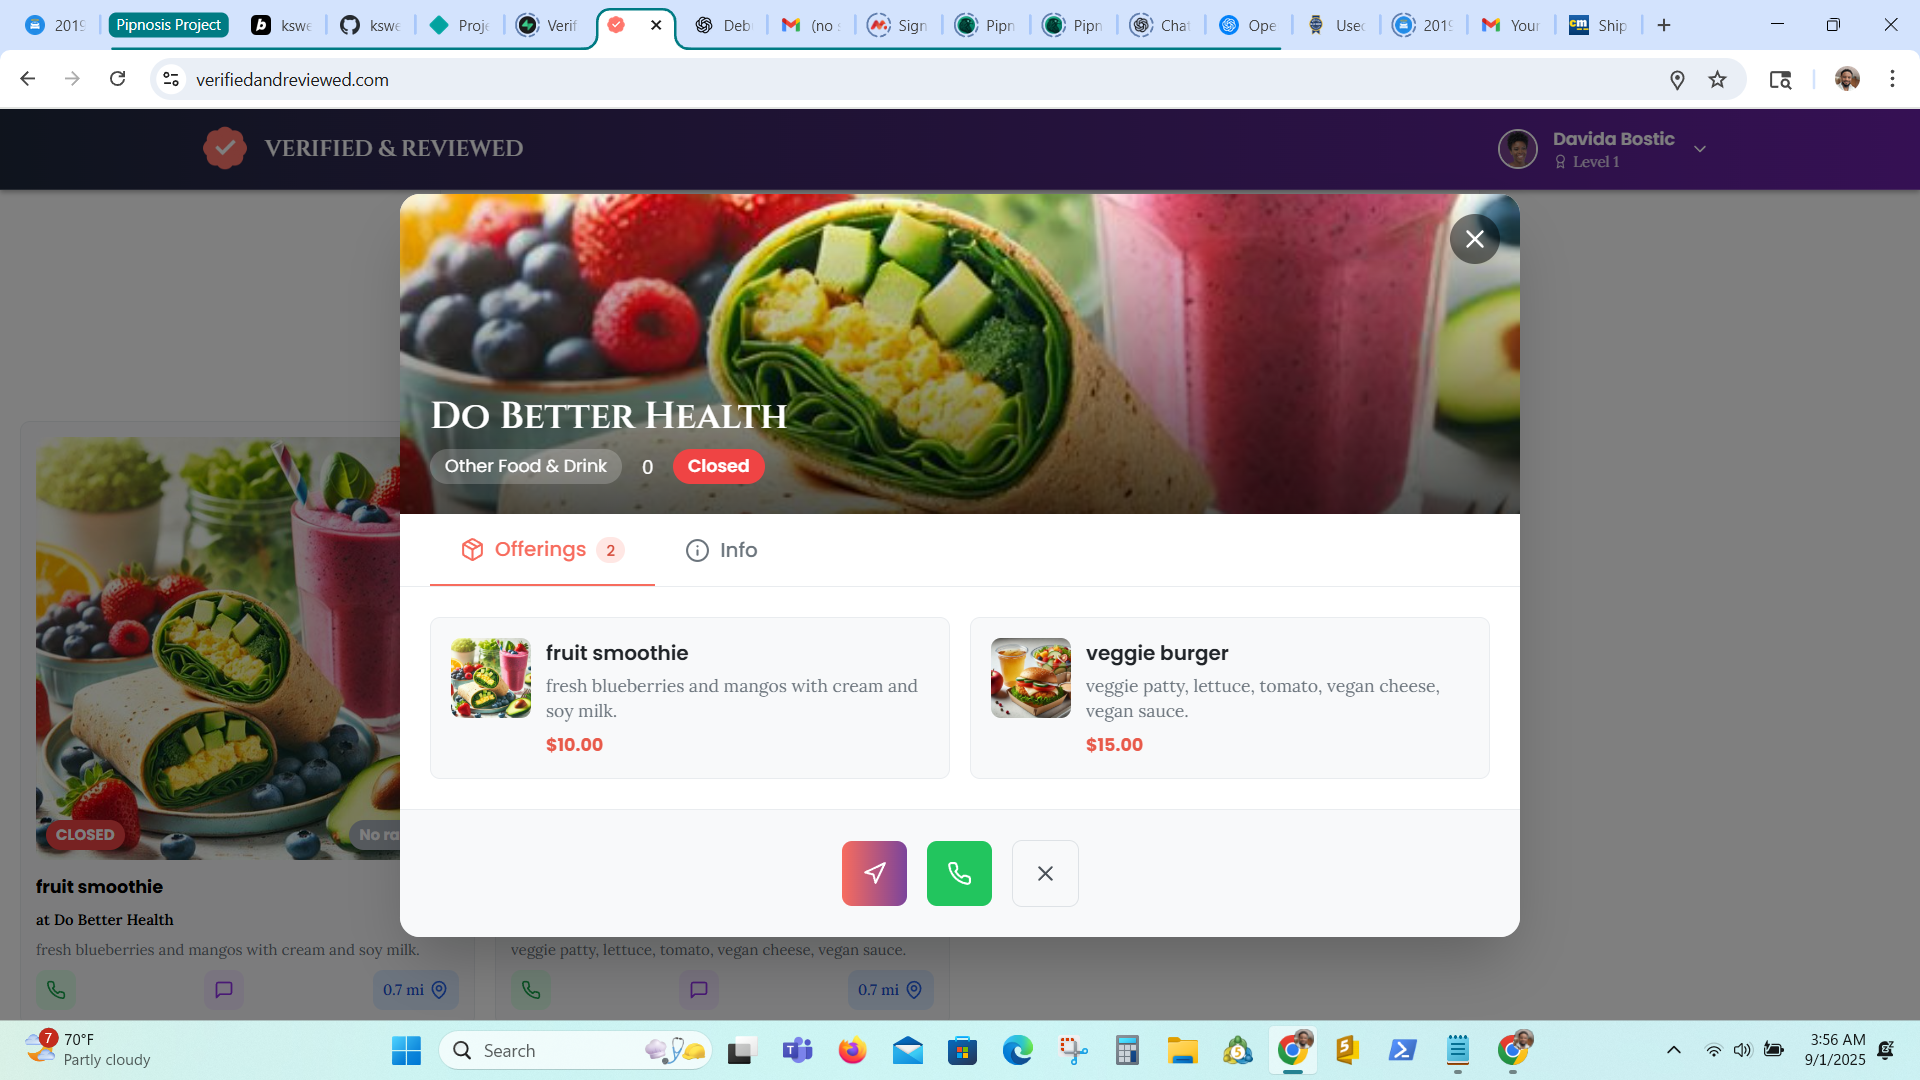 2019
Pipnosis Project
kswe
kswe
Proje
Verif
Deb
(no s
Sign
Pipn
Pipn
Chat
Ope
Used
2019
Your
Ship
verifiedandreviewed.com
VERIFIED & REVIEWED
Davida Bostic
Level 1
Do Better Health
Other Food & Drink
0
Closed
Offerings 2
Info
fruit smoothie
fresh blueberries and mangos with cream and
soy milk.
$10.00
veggie burger
veggie patty, lettuce, tomato, vegan cheese,
vegan sauce.
$15.00
CLOSED
No ra
fruit smoothie
at Do Better Health
fresh blueberries and mangos with cream and soy milk.
veggie patty, lettuce, tomato, vegan cheese, vegan sauce.
0.7 mi
0.7 mi
7
70°F
Partly cloudy
Search
3:56 AM
9/1/2025